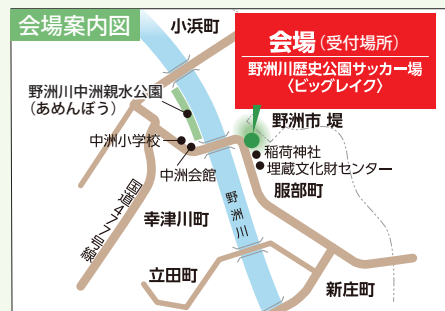 会場案内図
小浜町
会場(受付場所)
野洲川歴史公園サッカー場
〈ビッグレイク〉
野洲川中洲親水公園
(あめんぼう)
野洲市 堤
中洲小学校
稲荷神社
中洲会館
埋蔵文化財センター
服部町
国道477号線
野洲川
幸津川町
立田町
新庄町